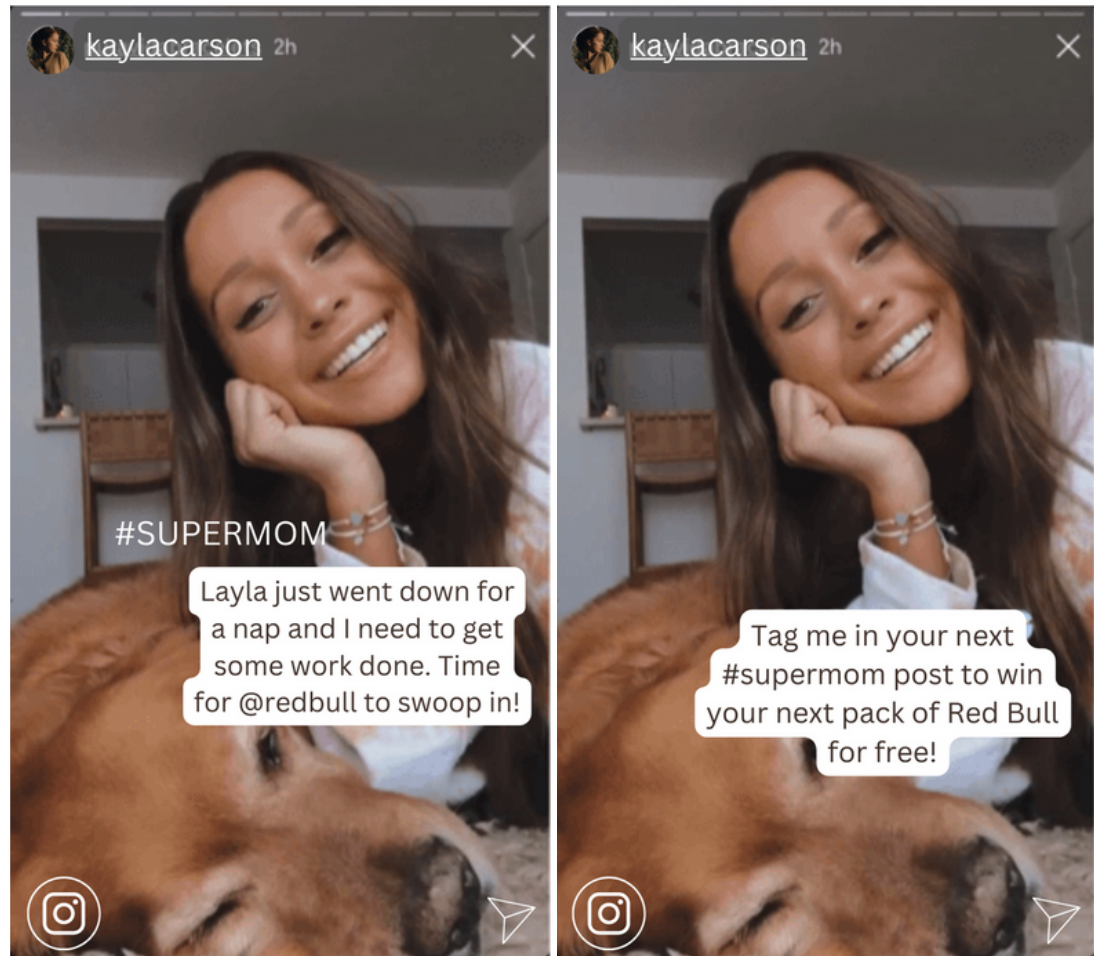 kaylacarson 2h
#SUPERMOM
Layla just went down for
a nap and I need to get
some work done. Time
for @redbull to swoop in!
kaylacarson 2h
Tag me in your next
#supermom post to win
your next pack of Red Bull
for free!